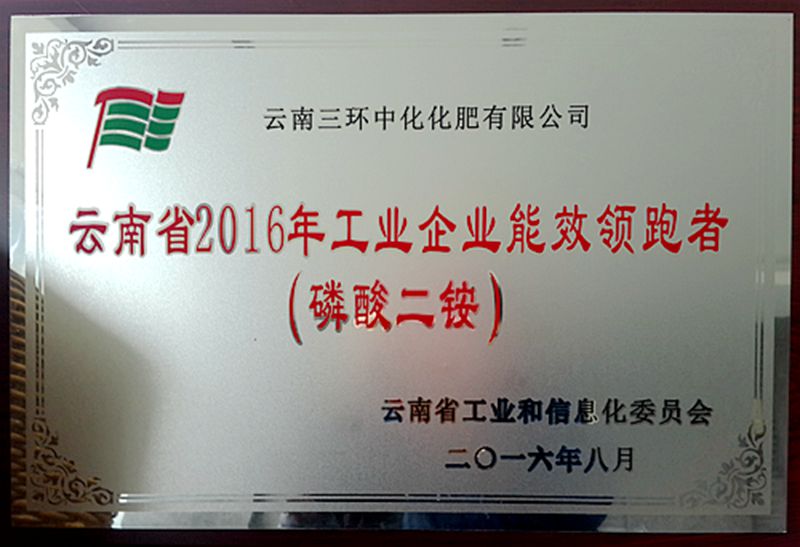 云南三环中化化肥有限公司
云南省2016年工业企业能效领跑者
（磷酸二铵）
云南省工业和信息化委员会
二〇一六年八月